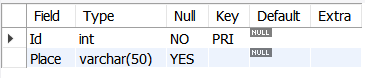 Field Type Null Key Default Extra
Id int NO PRI NULL
Place varchar(50) YES NULL